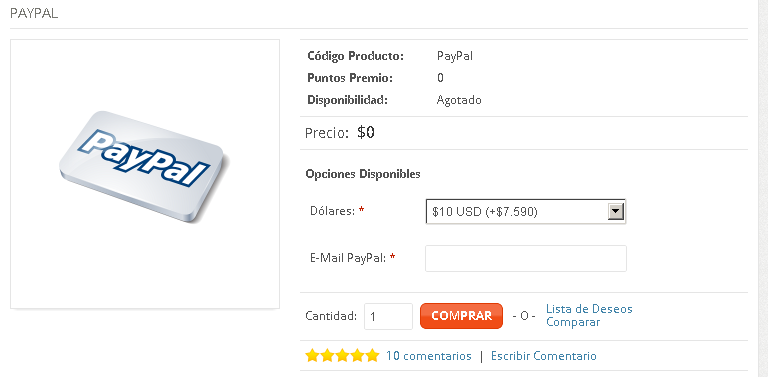 PAYPAL
PayPal
Código Producto: PayPal
Puntos Premio: 0
Disponibilidad: Agotado
Precio: $0
Opciones Disponibles
Dólares: * $10 USD (+$7.590)
E-Mail PayPal: *
Cantidad: 1 COMPRAR - O - Lista de Deseos
Comparar
10 comentarios | Escribir Comentario